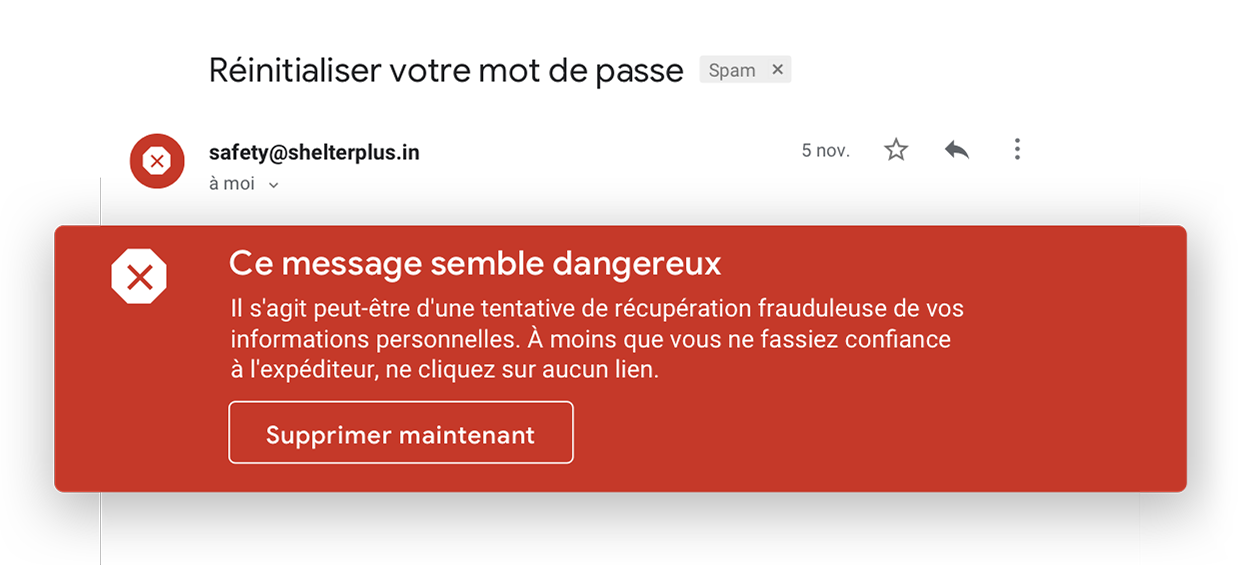 Réinitialiser votre mot de passe Spam ×
safety@shelterplus.in 5 nov.
à moi
Ce message semble dangereux
Il s'agit peut-être d'une tentative de récupération frauduleuse de vos
informations personnelles. À moins que vous ne fassiez confiance
à l'expéditeur, ne cliquez sur aucun lien.
Supprimer maintenant